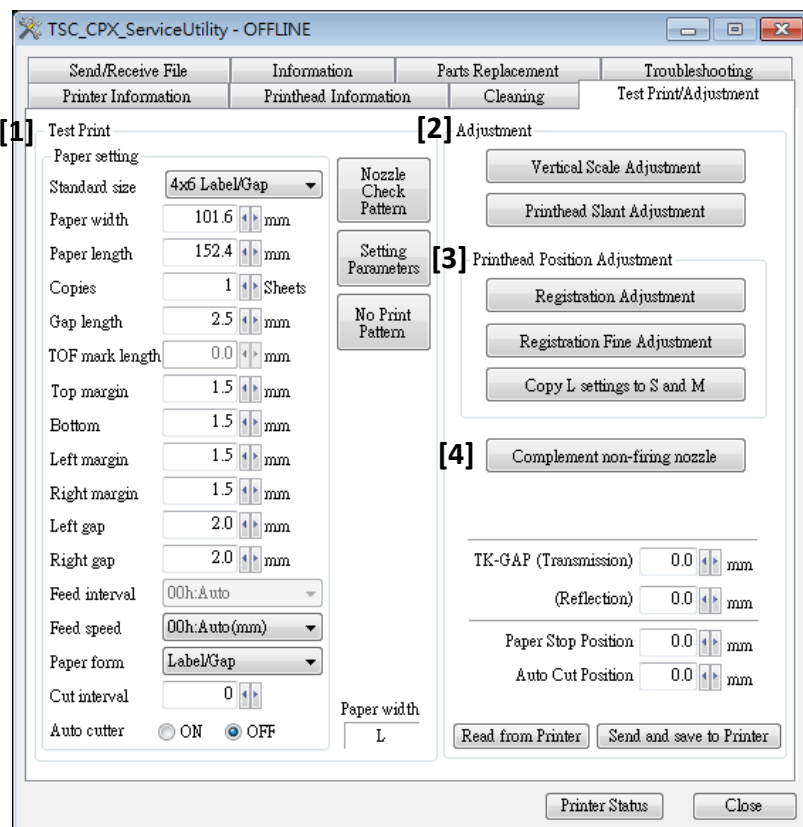 TSC_CPX_ServiceUtility - OFFLINE
Send/Receive File Information Parts Replacement Troubleshooting
Printer Information Printhead Information Cleaning Test Print/Adjustment
[1] Test Print
Paper setting
Standard size 4x6 Label/Gap
Paper width 101.6 mm
Paper length 152.4 mm
Copies 1 Sheets
Gap length 2.5 mm
TOF mark length 0.0 mm
Top margin 1.5 mm
Bottom 1.5 mm
Left margin 1.5 mm
Right margin 1.5 mm
Left gap 2.0 mm
Right gap 2.0 mm
Feed interval 00h:Auto
Feed speed 00h:Auto(mm)
Paper form Label/Gap
Cut interval 0
Auto cutter ON OFF
Nozzle
Check
Pattern
Setting
Parameters
No Print
Pattern
Paper width
L
[2] Adjustment
Vertical Scale Adjustment
Printhead Slant Adjustment
[3] Printhead Position Adjustment
Registration Adjustment
Registration Fine Adjustment
Copy L settings to S and M
[4] Complement non-firing nozzle
TK-GAP (Transmission) 0.0 mm
(Reflection) 0.0 mm
Paper Stop Position 0.0 mm
Auto Cut Position 0.0 mm
Read from Printer Send and save to Printer
Printer Status Close